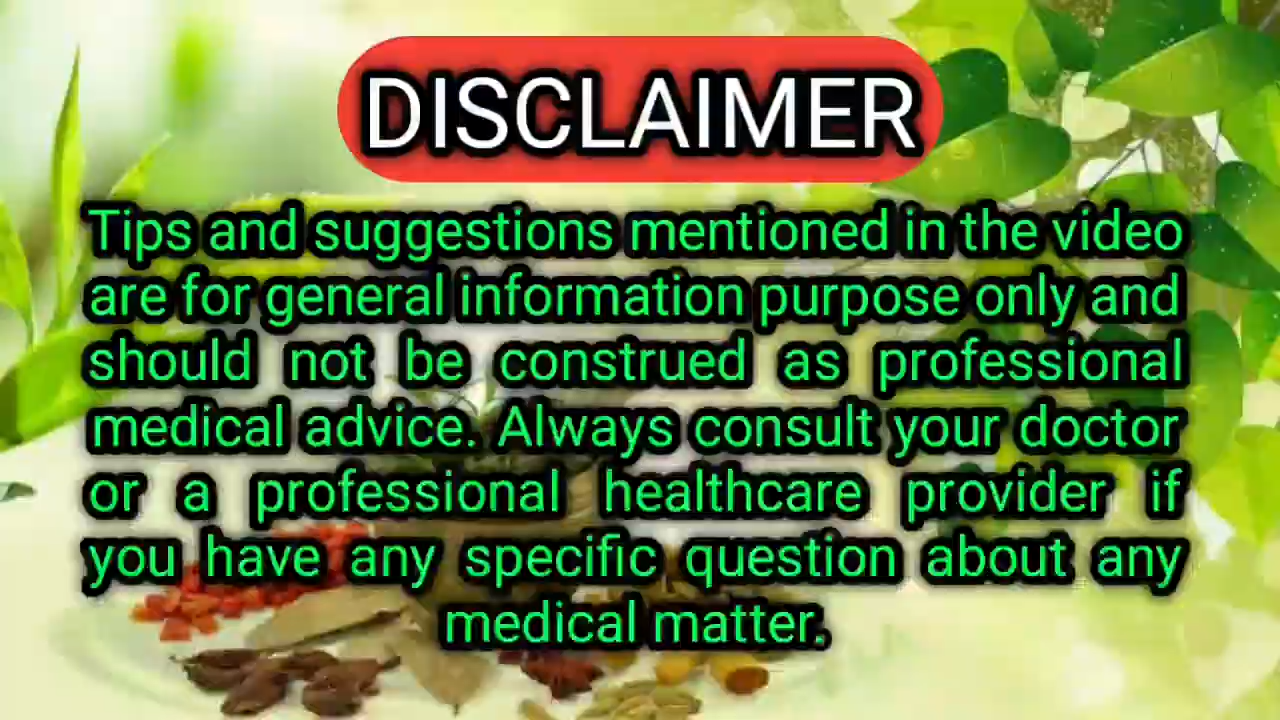 DISCLAIMER
Tips and suggestions mentioned in the video
are for general information purpose only and
should not be construed as professional
medical advice. Always consult your doctor
or a professional healthcare provider if
you have any specific question about any
medical matter.